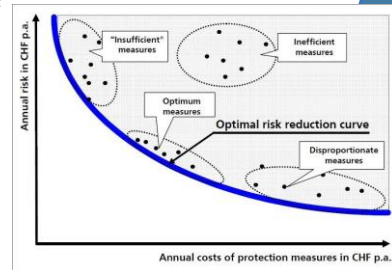 "Insufficient"
measures
Inefficient
measures
Annual risk in CHF p.a.
Optimum
measures
Optimal risk reduction curve
Disproportionate
measures
Annual costs of protection measures in CHF p.a.